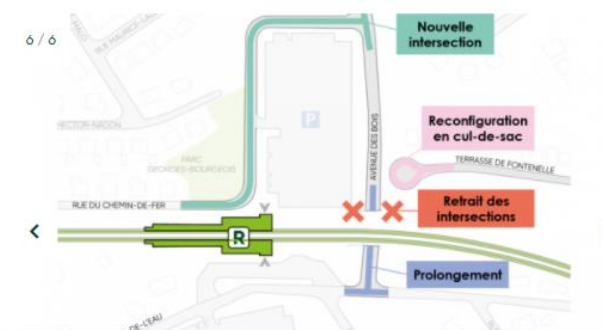 6 / 6
Nouvelle
intersection
P
AVENUE DES BOIS
Reconfiguration
en cul-de-sac
TERRASSE DE FONTENELLE
HECTOR-NADON
PARC
GEORGES-BOURGEOIS
RUE DU CHEMIN-DE-FER
Retrait des
intersections
R
Prolongement
DE-L'EAU